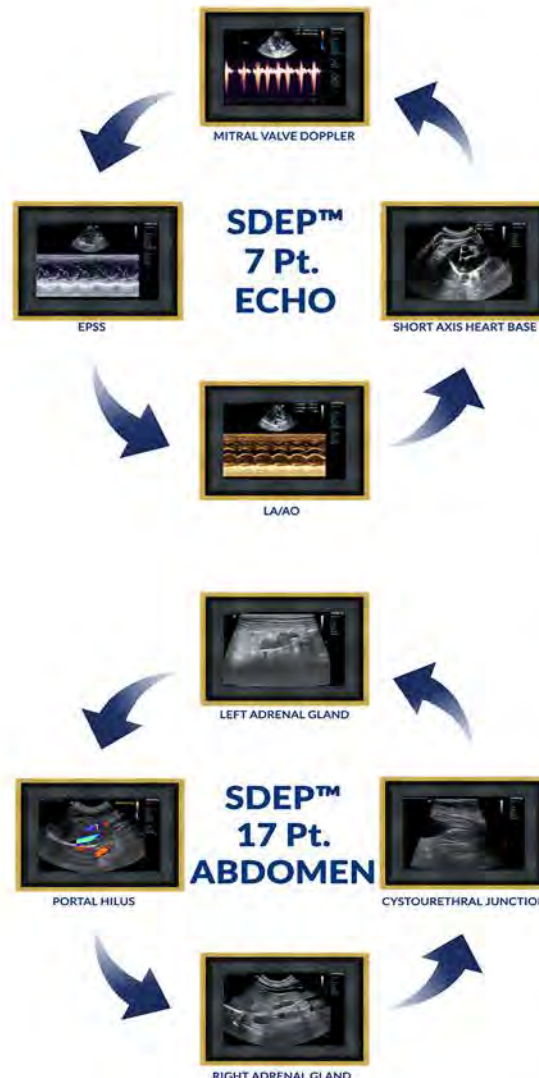 MITRAL VALVE DOPPLER
SDEP™
7 Pt.
ECHO
EPSS
SHORT AXIS HEART BASE
LA/AO
LEFT ADRENAL GLAND
SDEP™
17 Pt.
ABDOMEN
PORTAL HILUS
CYSTOURETHRAL JUNCTION
RIGHT ADRENAL GLAND